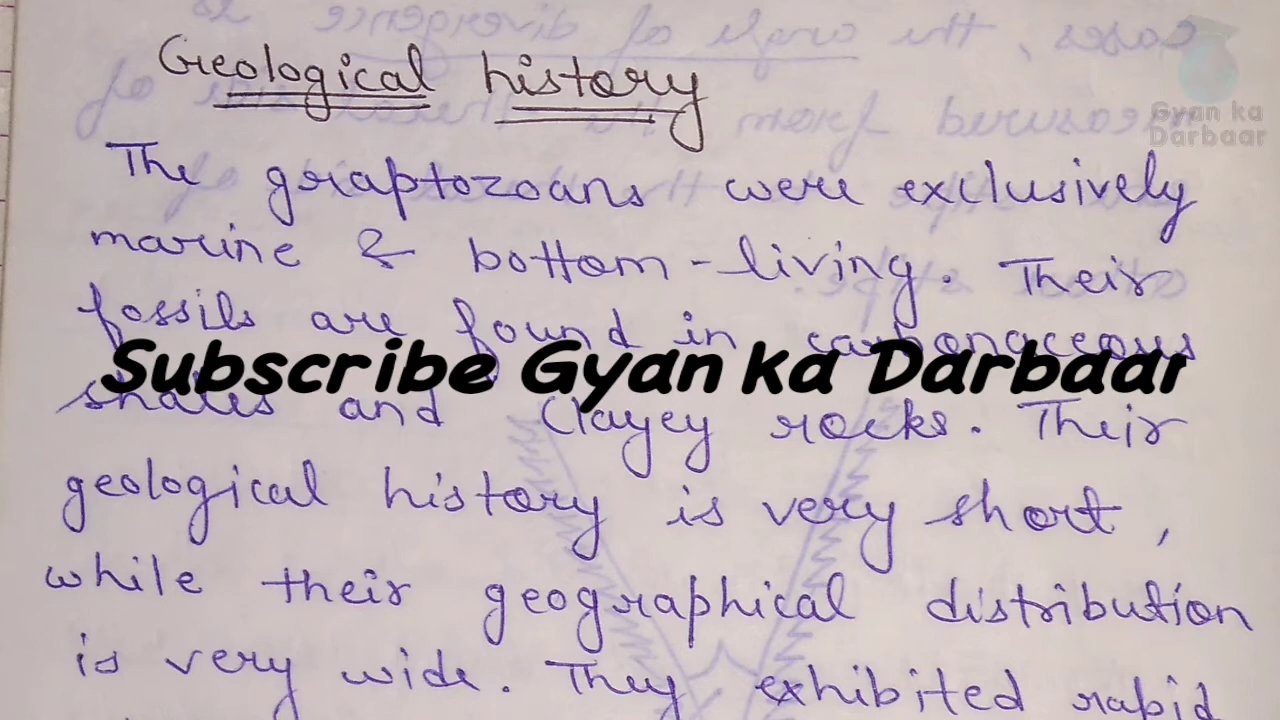 Geological history
Gyan ka
Darbaar
The graptozoans were exclusively
marine & bottom-living. Their
fossils are found in carbonaceous
Subscribe Gyan ka Darbaar
shales and Clayey rocks. Their
geological history is very short,
while their geographical distribution
is very wide. They exhibited rapid